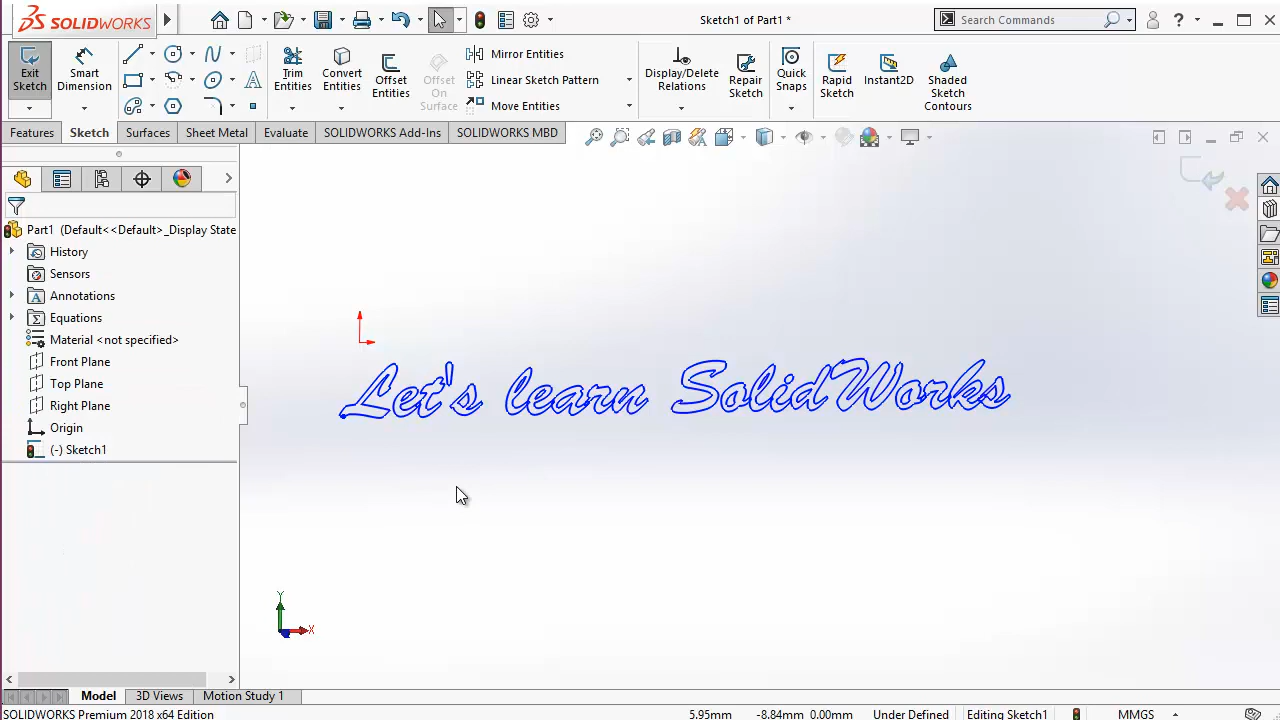 SOLIDWORKS
Sketch1 of Part1 *
Search Commands
?
Exit Sketch
Smart Dimension
Trim Entities
Convert Entities
Offset Entities
Offset On Surface
Mirror Entities
Linear Sketch Pattern
Move Entities
Display/Delete Relations
Repair Sketch
Quick Snaps
Rapid Sketch
Instant2D
Shaded Sketch Contours
Features Sketch Surfaces Sheet Metal Evaluate SOLIDWORKS Add-Ins SOLIDWORKS MBD
Part1 (Default<<Default>_Display State
History
Sensors
Annotations
Equations
Material <not specified>
Front Plane
Top Plane
Right Plane
Origin
(-) Sketch1
Let's learn SolidWorks
Y
X
Model 3D Views Motion Study 1
SOLIDWORKS Premium 2018 x64 Edition 5.95mm -8.84mm 0.00mm Under Defined Editing Sketch1 MMGS